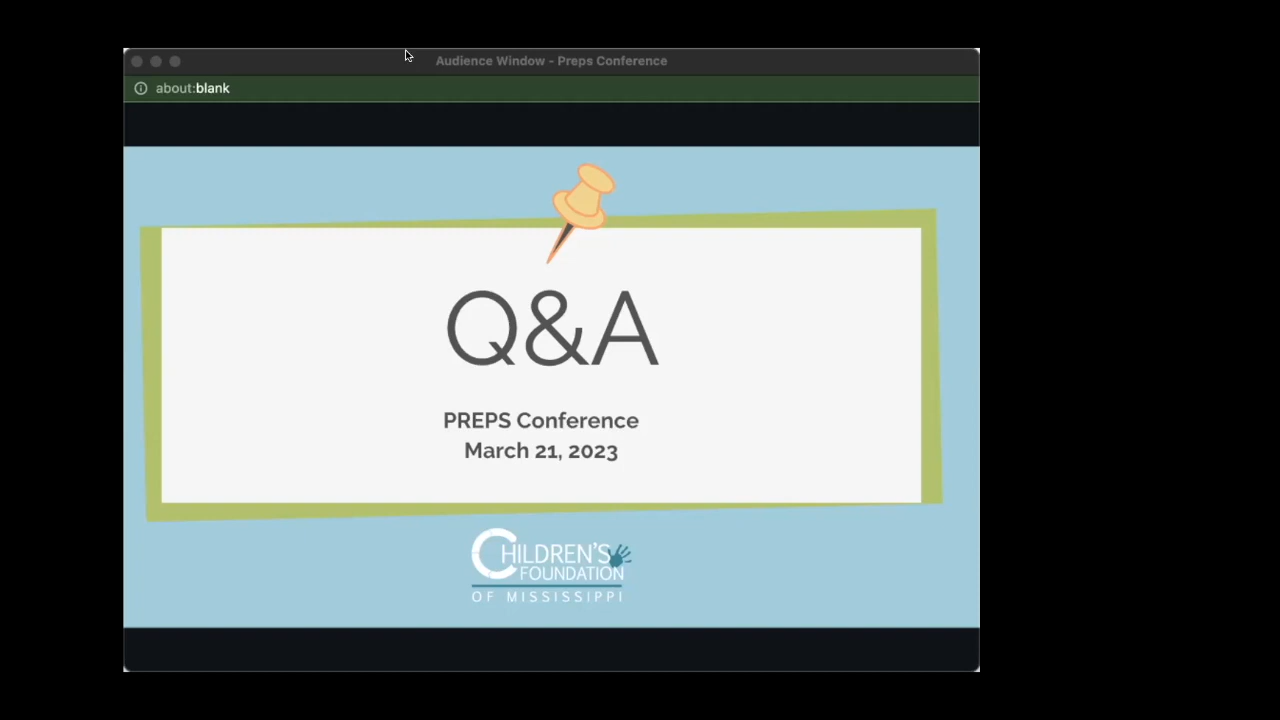 Audience Window - Preps Conference
about:blank
Q&A
PREPS Conference
March 21, 2023
CHILDREN'S
FOUNDATION
OF MISSISSIPPI